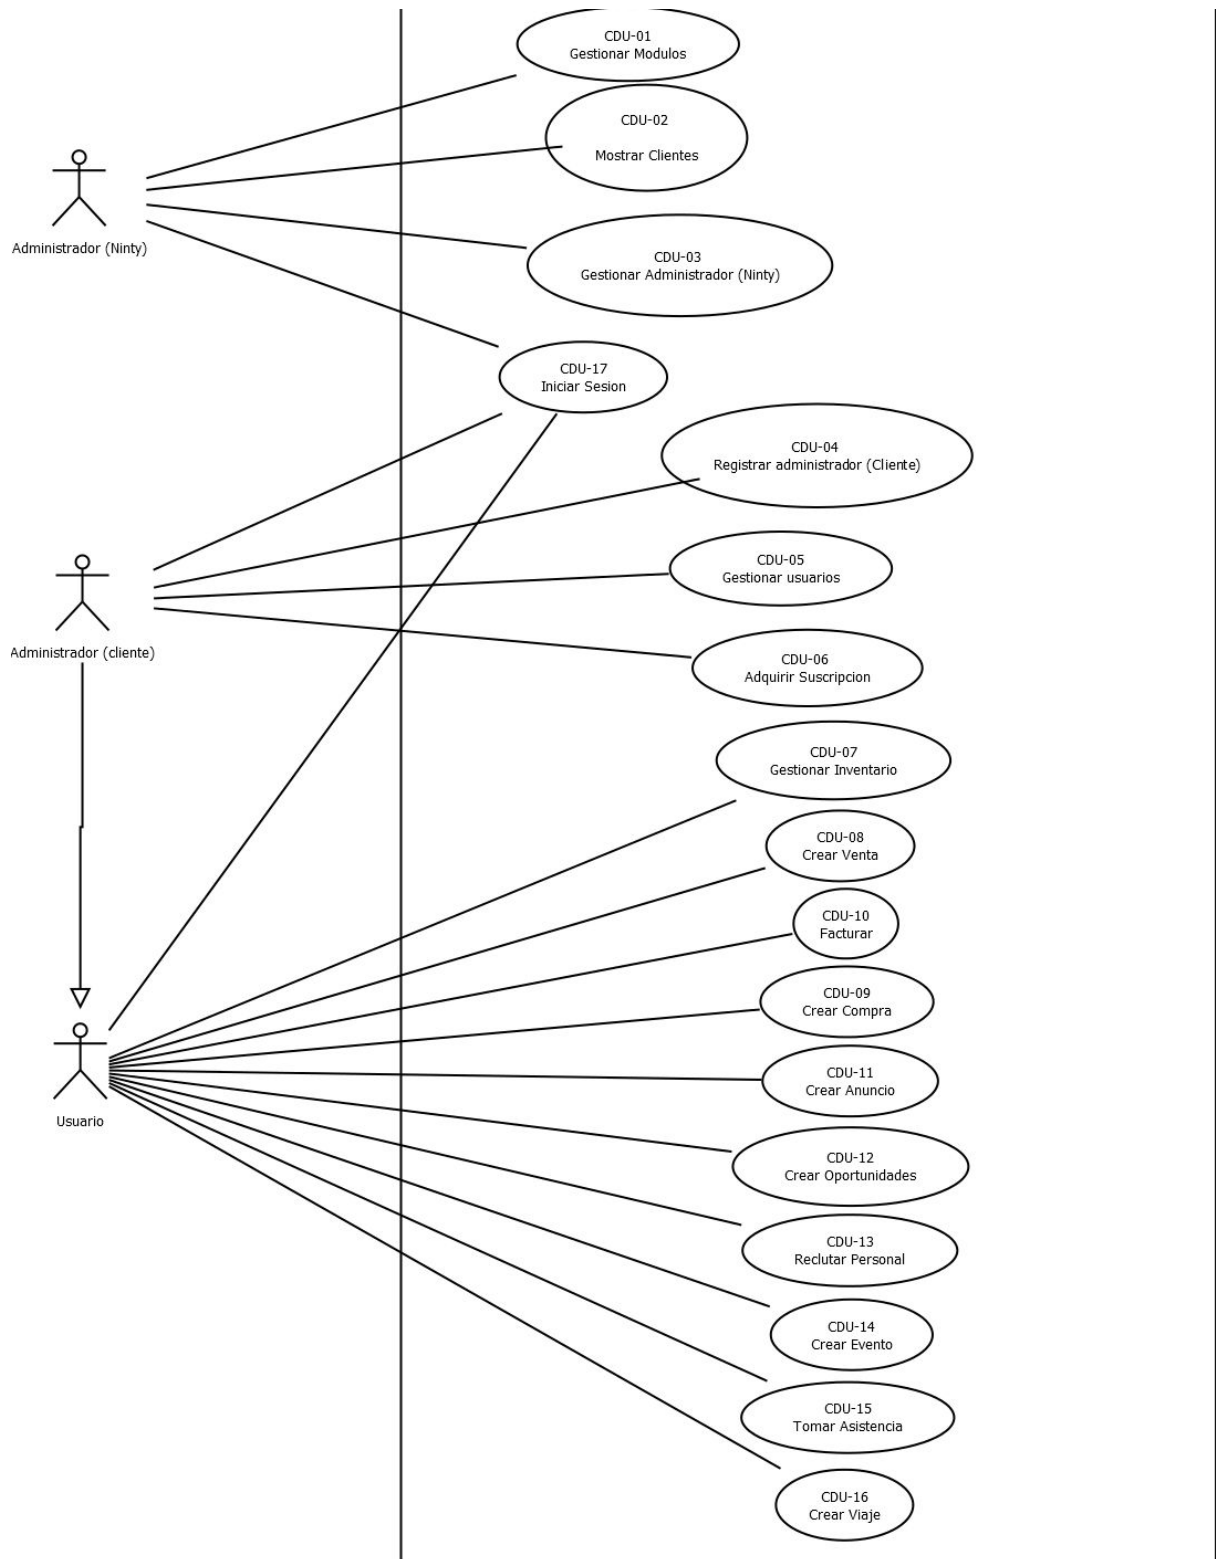 CDU-01
Gestionar Modulos
CDU-02
Mostrar Clientes
Administrador (Ninty)
CDU-03
Gestionar Administrador (Ninty)
CDU-17
Iniciar Sesion
CDU-04
Registrar administrador (Cliente)
CDU-05
Gestionar usuarios
Administrador (cliente)
CDU-06
Adquirir Suscripcion
CDU-07
Gestionar Inventario
CDU-08
Crear Venta
CDU-10
Facturar
CDU-09
Crear Compra
CDU-11
Crear Anuncio
Usuario
CDU-12
Crear Oportunidades
CDU-13
Reclutar Personal
CDU-14
Crear Evento
CDU-15
Tomar Asistencia
CDU-16
Crear Viaje